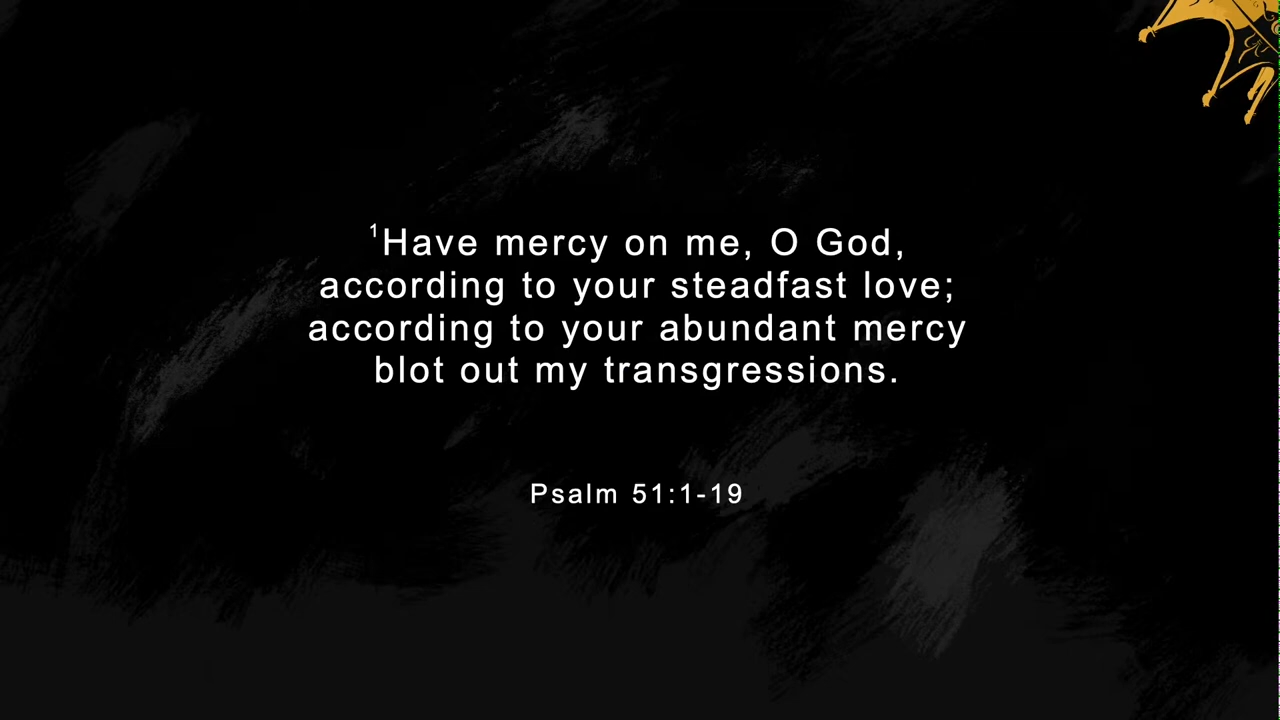 ¹Have mercy on me, O God,
according to your steadfast love;
according to your abundant mercy
blot out my transgressions.
Psalm 51:1-19